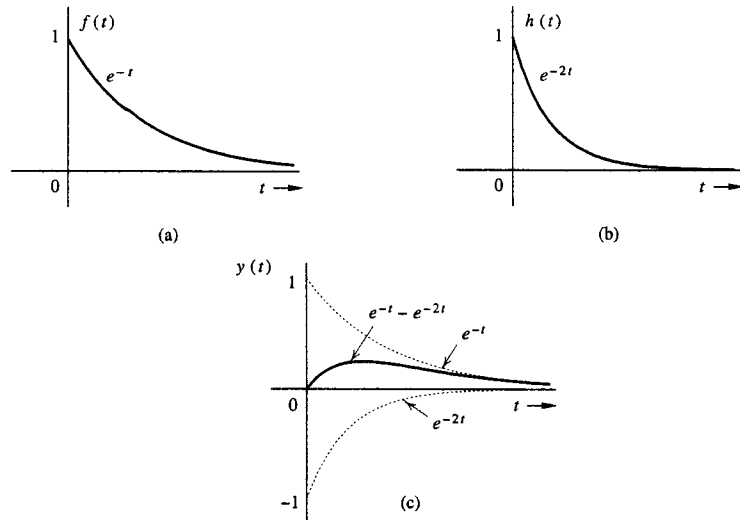 f(t)
1
e^{-t}
0
t →
(a)
h(t)
1
e^{-2t}
0
t →
(b)
y(t)
1
e^{-t} – e^{-2t}
e^{-t}
0
t →
e^{-2t}
–1
(c)